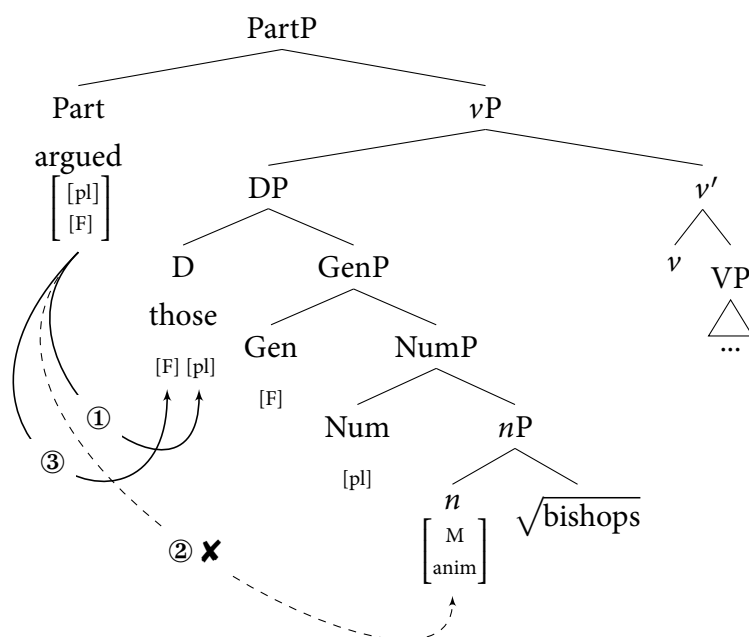 PartP
Part vP
argued
[pl]
[F]
DP v′
D GenP v VP
those
...
[F] [pl]
Gen NumP
[F]
①
Num nP
③
[pl]
n √bishops
② ✘
M
anim